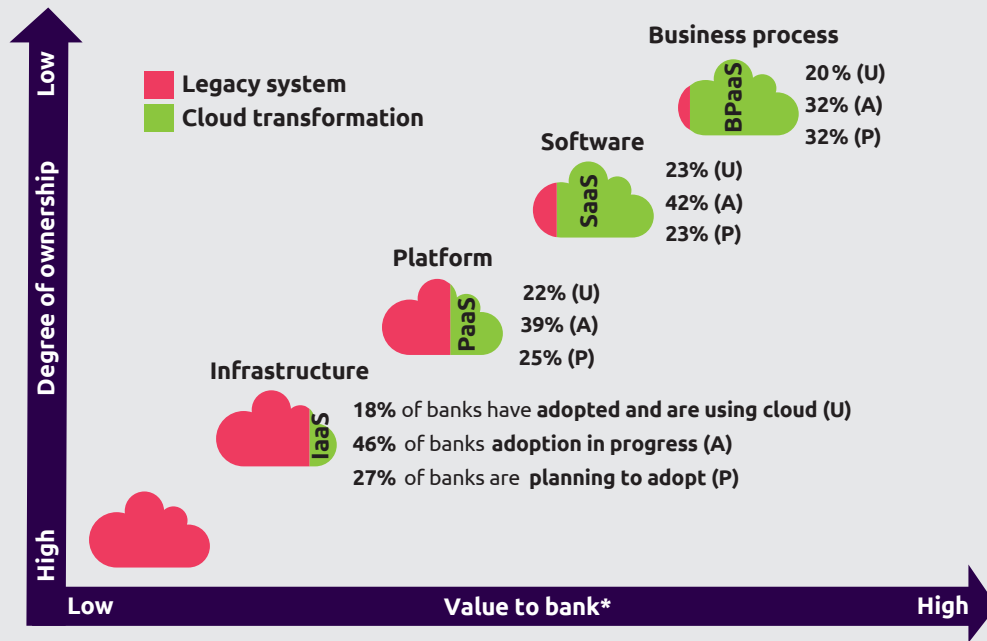 Business process
Low
Legacy system
Cloud transformation
BPaaS
20% (U)
32% (A)
32% (P)
Software
SaaS
23% (U)
42% (A)
23% (P)
Degree of ownership
Platform
PaaS
22% (U)
39% (A)
25% (P)
Infrastructure
IaaS
18% of banks have adopted and are using cloud (U)
46% of banks adoption in progress (A)
27% of banks are planning to adopt (P)
High
Low
Value to bank*
High